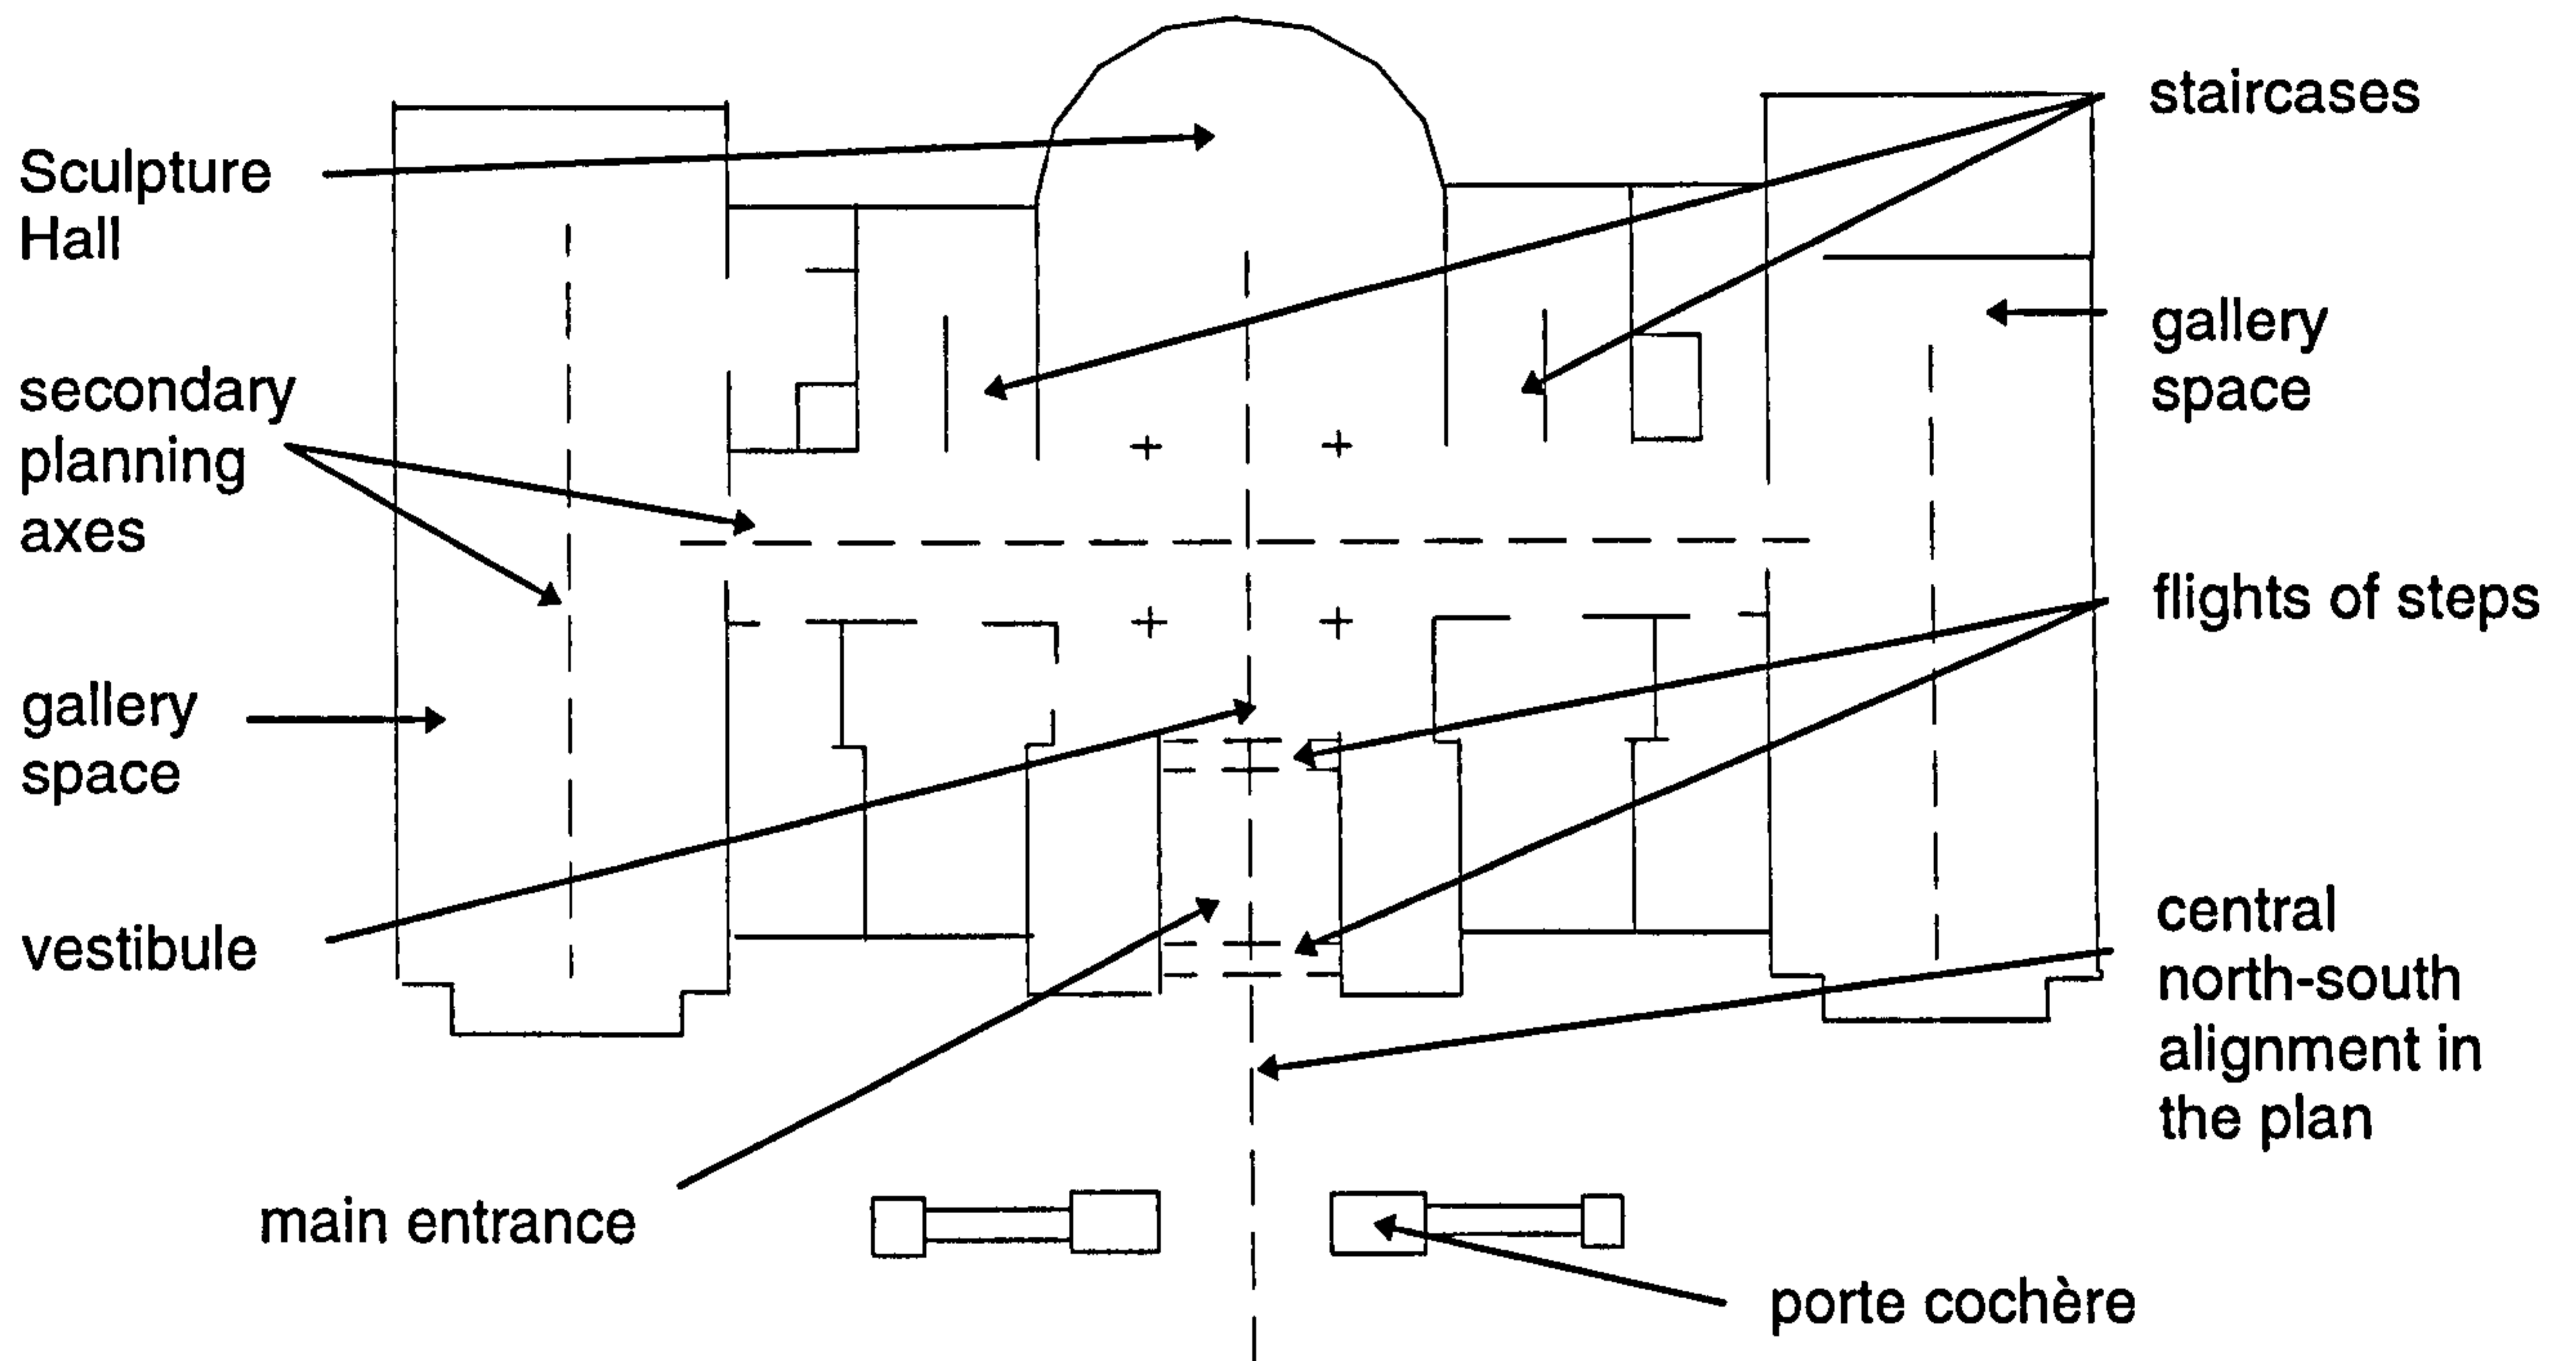 Sculpture
Hall
secondary
planning
axes
gallery
space
vestibule
main entrance
staircases
gallery
space
flights of steps
central
north-south
alignment in
the plan
porte cochère